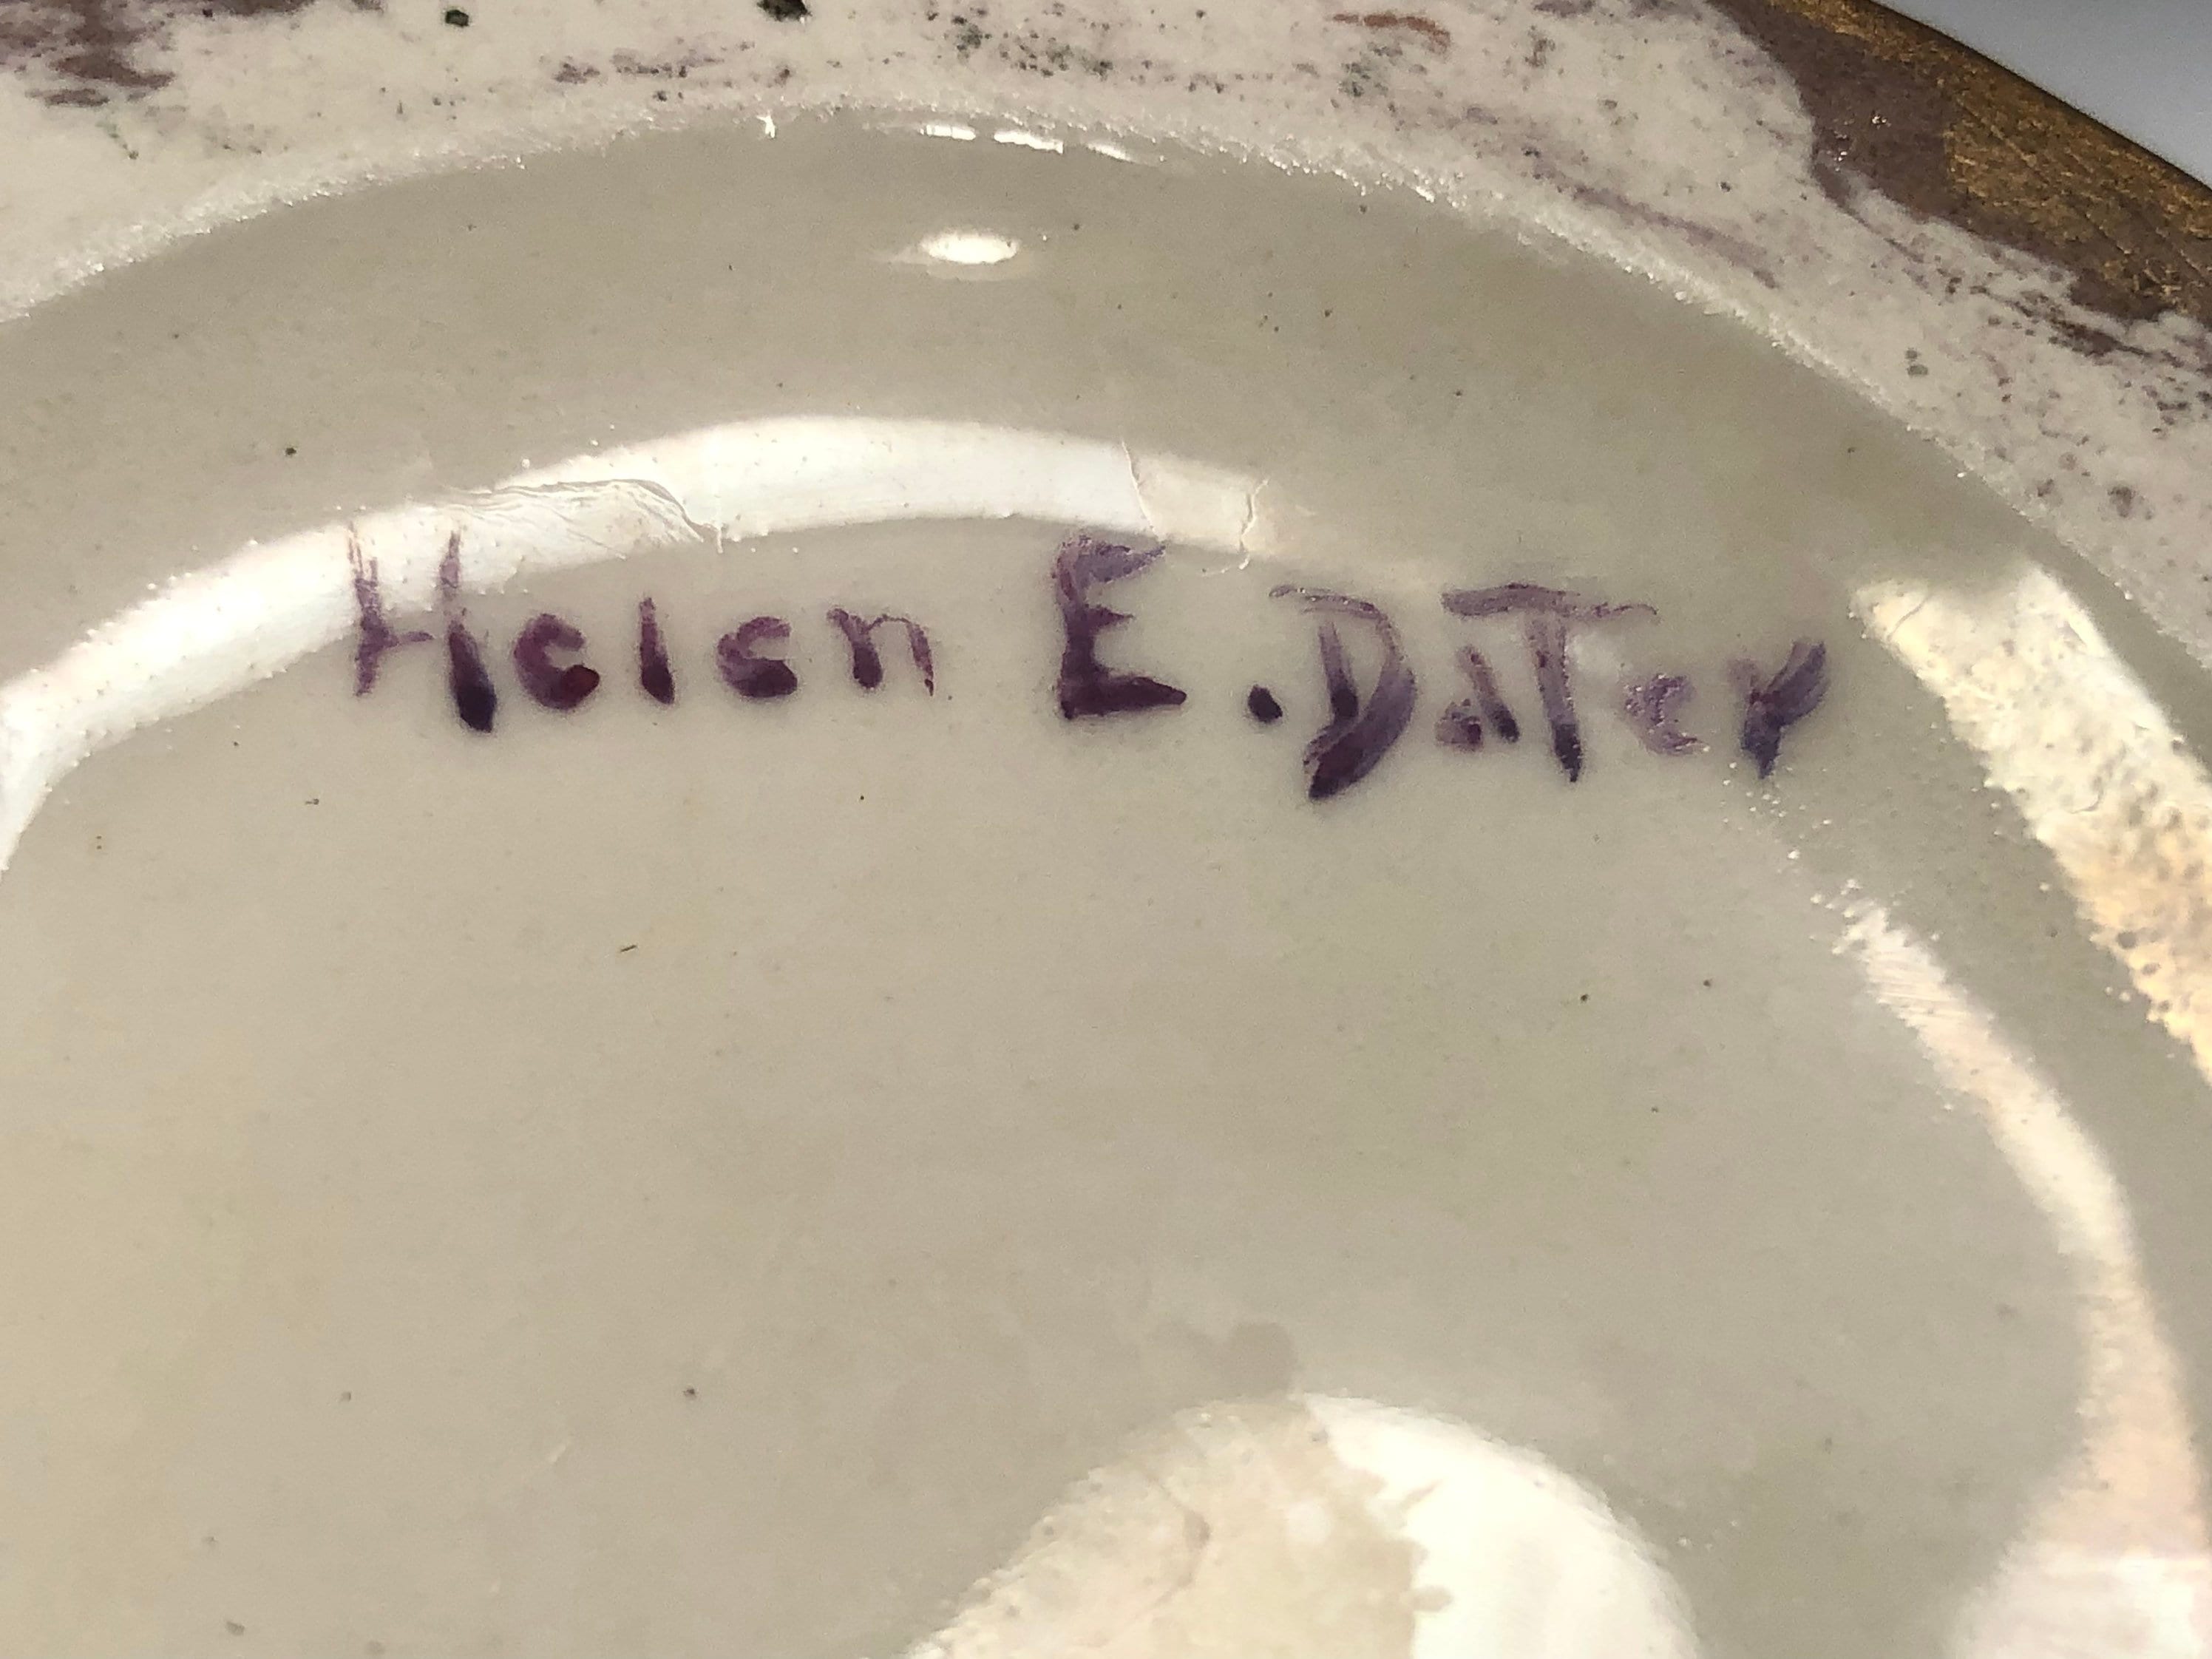 Helen E. DaTer